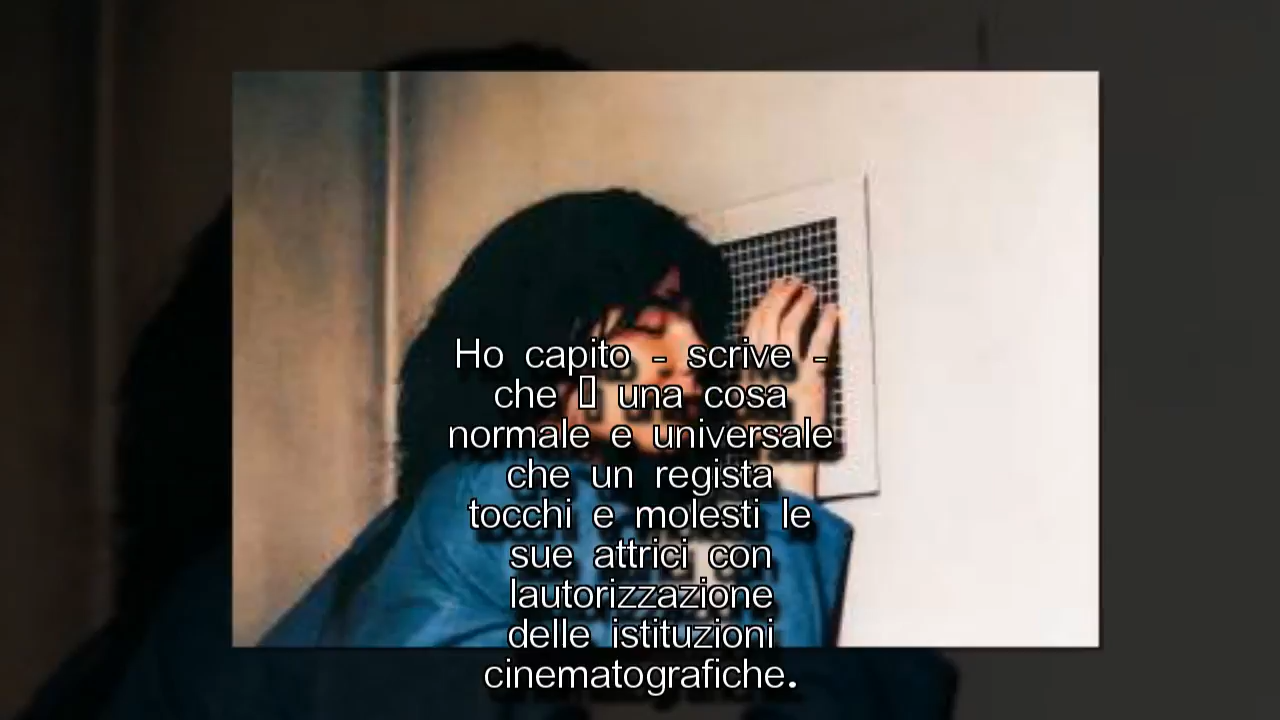 Ho capito - scrive -
che ▯ una cosa
normale e universale
che un regista
tocchi e molesti le
sue attrici con
lautorizzazione
delle istituzioni
cinematografiche.